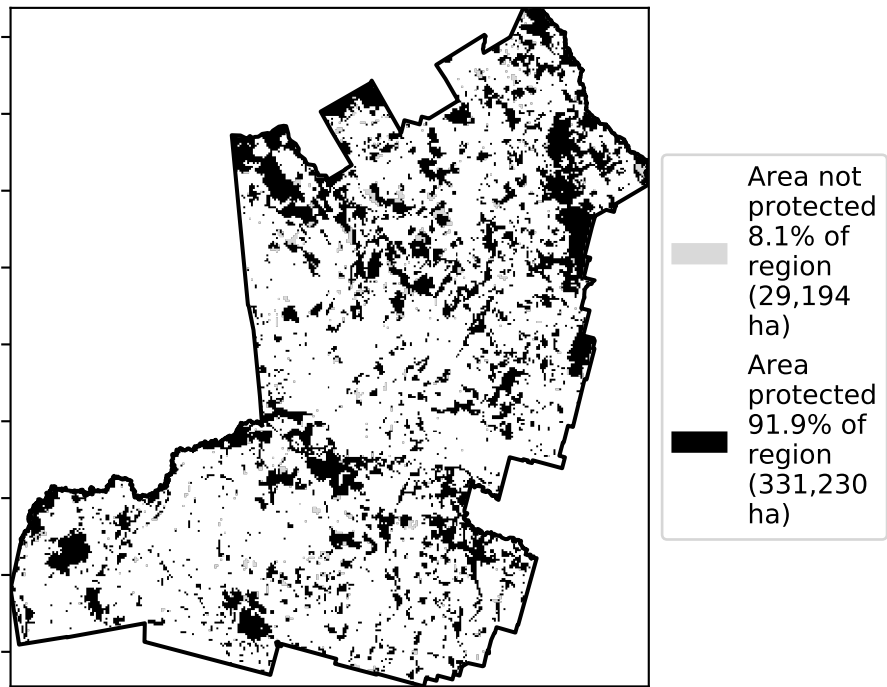 Area not
protected
8.1% of
region
(29,194
ha)
Area
protected
91.9% of
region
(331,230
ha)